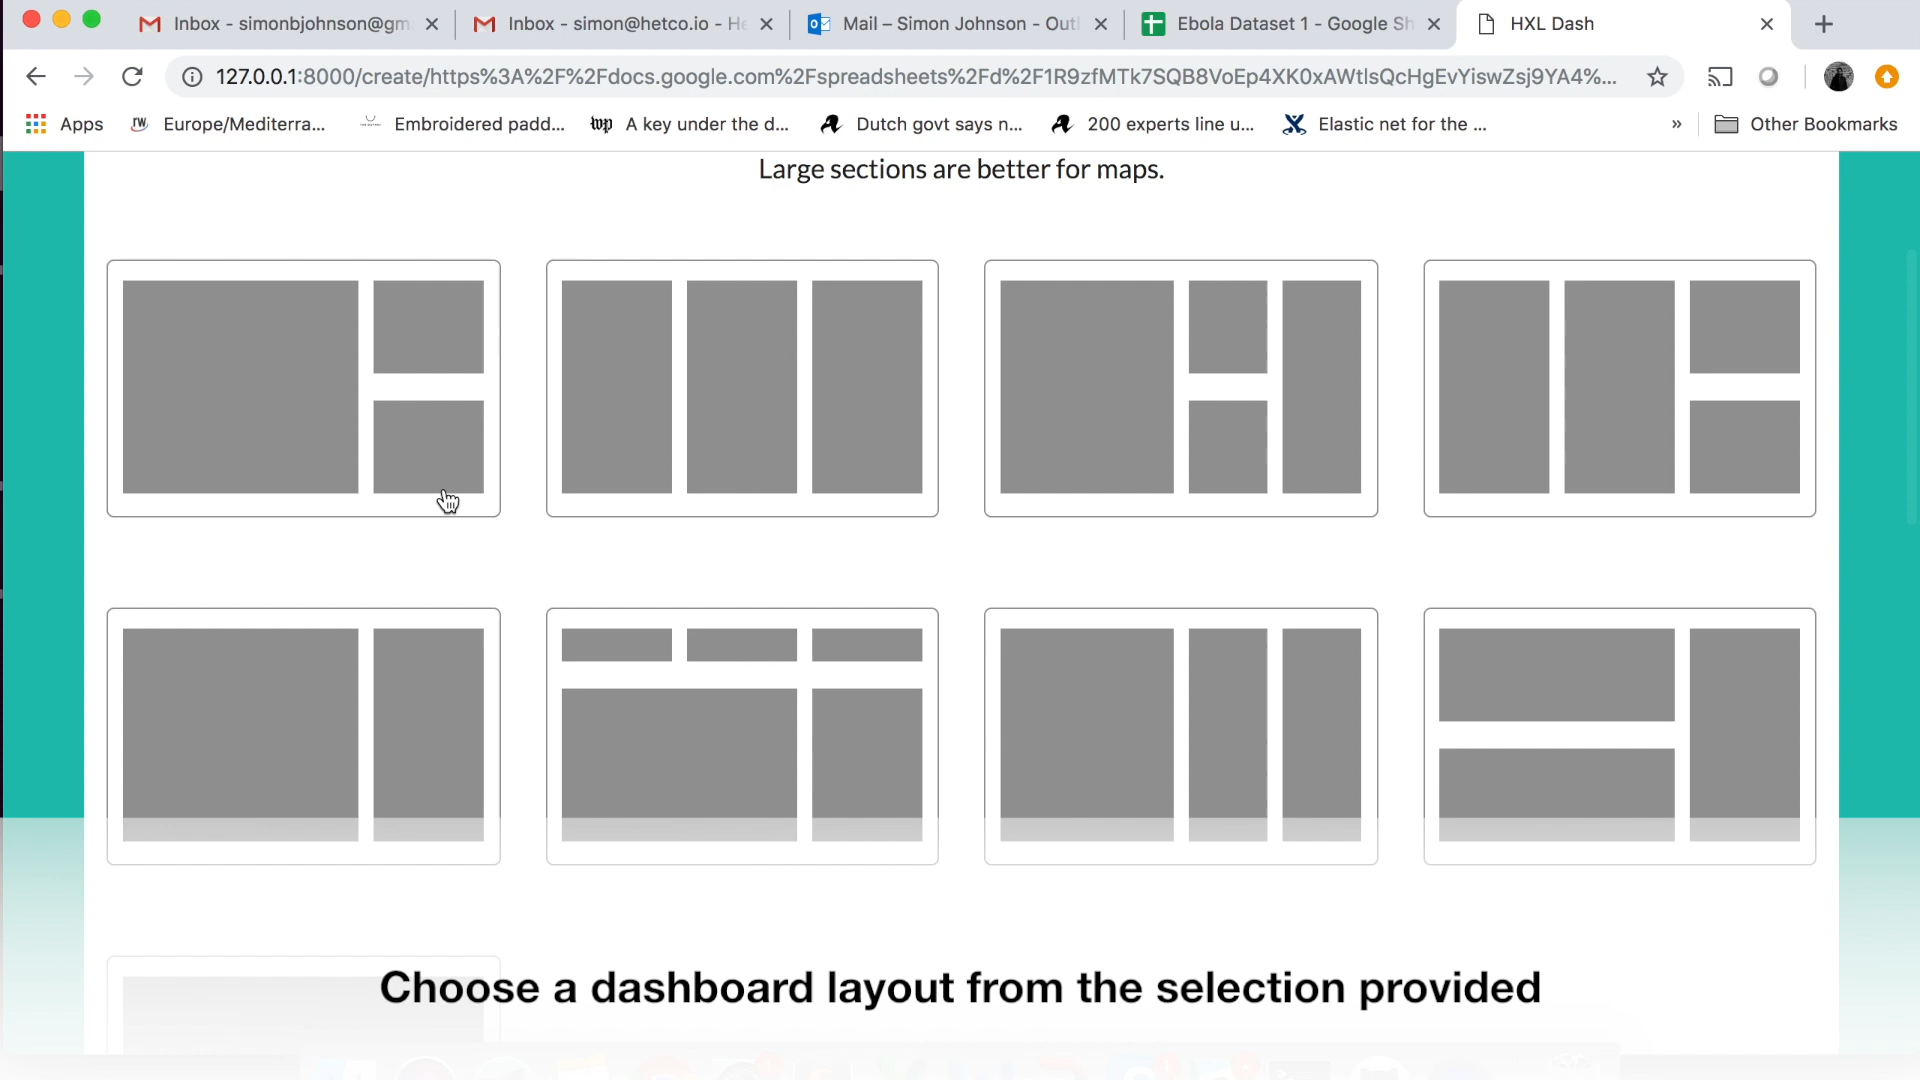 Inbox - simonbjohnson@gm
Inbox - simon@hetco.io - He
Mail – Simon Johnson - Outl
Ebola Dataset 1 - Google Sh
HXL Dash
127.0.0.1:8000/create/https%3A%2F%2Fdocs.google.com%2Fspreadsheets%2Fd%2F1R9zfMTk7SQB8VoEp4XK0xAWtlsQcHgEvYiswZsj9YA4%...
Apps
Europe/Mediterra...
Embroidered padd...
A key under the d...
Dutch govt says n...
200 experts line u...
Elastic net for the ...
»
Other Bookmarks
Large sections are better for maps.
Choose a dashboard layout from the selection provided